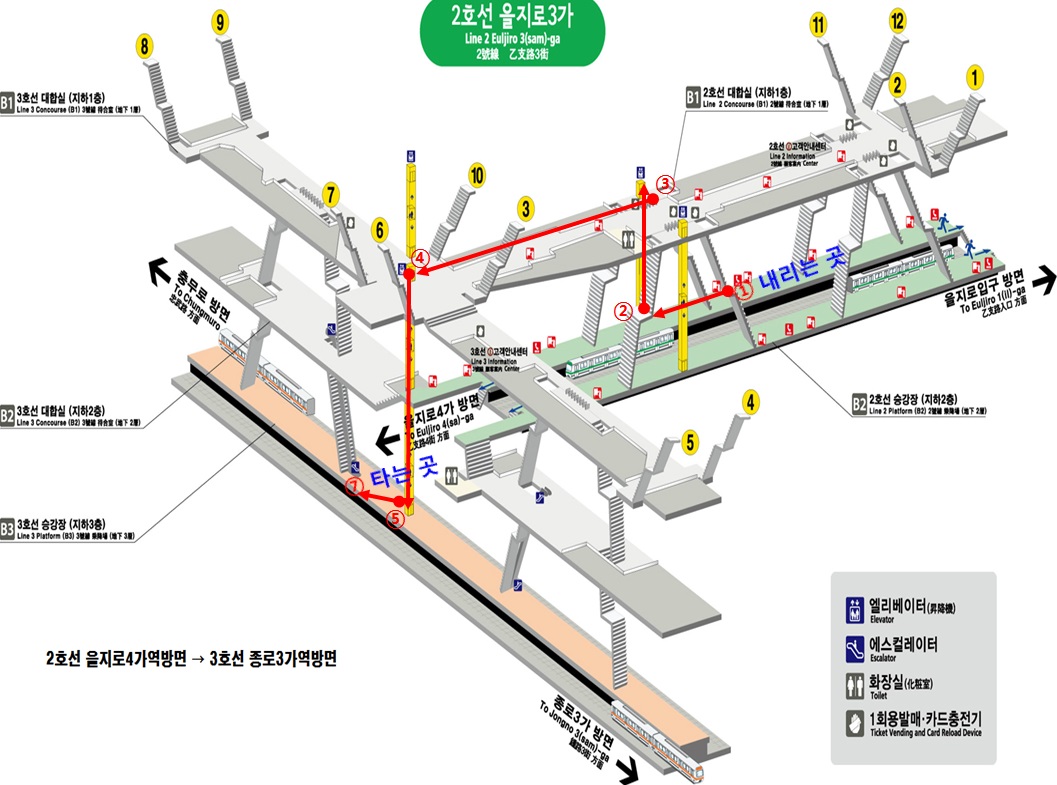 2호선 을지로3가
Line 2 Euljiro 3(sam)-ga
2號線 乙支路3街
8
9
11
12
2
1
B1 3호선 대합실 (지하1층)
Line 3 Concourse (B1) 3號線 待合室 (地下 1層)
B1 2호선 대합실 (지하1층)
Line 2 Concourse (B1) 2號線 待合室 (地下 1層)
2호선 고객안내센터
Line 2 Information
Center
7
6
10
3
③
④
②
① 내리는 곳
충무로 방면
To Chungmuro
忠武路 方面
을지로입구 방면
To Euljiro 1(il)-ga
乙支路入口 方面
3호선 고객안내센터
Line 3 Information
Center
을지로4가 방면
To Euljiro 4(sa)-ga
乙支路4街 方面
B2 3호선 대합실 (지하2층)
Line 3 Concourse (B2) 3號線 待合室 (地下 2層)
B2 2호선 승강장 (지하2층)
Line 2 Platform (B2) 2號線 乘降場 (地下 2層)
4
5
타는 곳
①
⑤
B3 3호선 승강장 (지하3층)
Line 3 Platform (B3) 3號線 乘降場 (地下 3層)
2호선 을지로4가역방면 → 3호선 종로3가역방면
종로3가 방면
To Jongno 3(sam)-ga
鐘路3街 方面
엘리베이터(昇降機)
Elevator
에스컬레이터
Escalator
화장실(化粧室)
Toilet
1회용발매·카드충전기
Ticket Vending and Card Reload Device